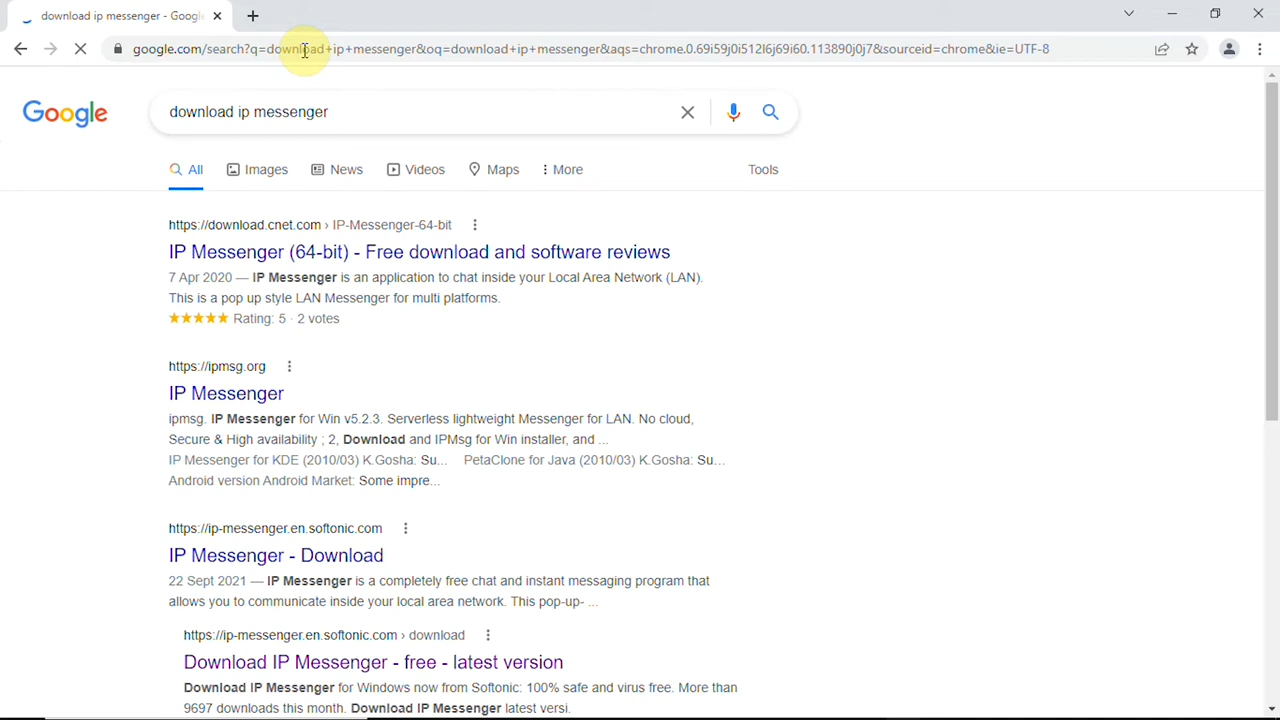 download ip messenger - Googl
google.com/search?q=download+ip+messenger&oq=download+ip+messenger&aqs=chrome.0.69i59j0i512l6j69i60.113890j0j7&sourceid=chrome&ie=UTF-8
Google
download ip messenger
All Images News Videos Maps More Tools
https://download.cnet.com › IP-Messenger-64-bit
IP Messenger (64-bit) - Free download and software reviews
7 Apr 2020 — IP Messenger is an application to chat inside your Local Area Network (LAN).
This is a pop up style LAN Messenger for multi platforms.
Rating: 5 · 2 votes
https://ipmsg.org
IP Messenger
ipmsg. IP Messenger for Win v5.2.3. Serverless lightweight Messenger for LAN. No cloud,
Secure & High availability ; 2, Download and IPMsg for Win installer, and ...
IP Messenger for KDE (2010/03) K.Gosha: Su... PetaClone for Java (2010/03) K.Gosha: Su...
Android version Android Market: Some impre...
https://ip-messenger.en.softonic.com
IP Messenger - Download
22 Sept 2021 — IP Messenger is a completely free chat and instant messaging program that
allows you to communicate inside your local area network. This pop-up- ...
https://ip-messenger.en.softonic.com › download
Download IP Messenger - free - latest version
Download IP Messenger for Windows now from Softonic: 100% safe and virus free. More than
9697 downloads this month. Download IP Messenger latest versi.